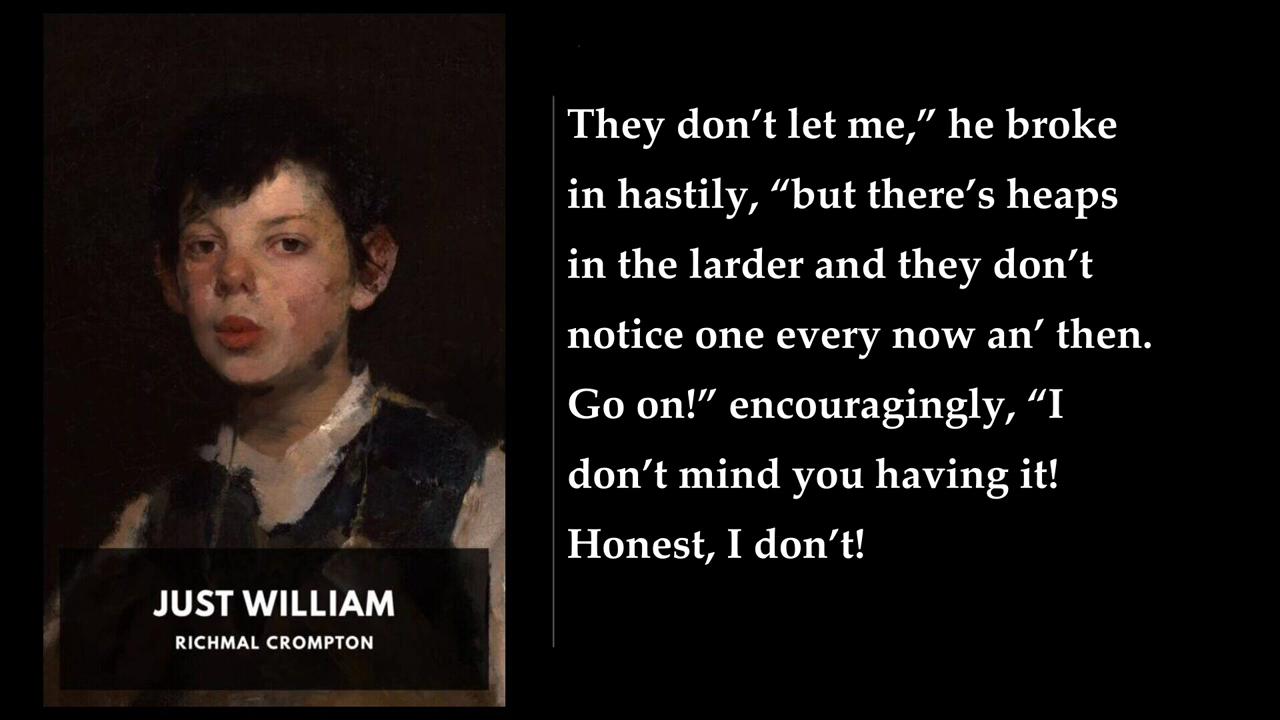 JUST WILLIAM
RICHMAL CROMPTON
They don’t let me,” he broke
in hastily, “but there’s heaps
in the larder and they don’t
notice one every now an’ then.
Go on!” encouragingly, “I
don’t mind you having it!
Honest, I don’t!